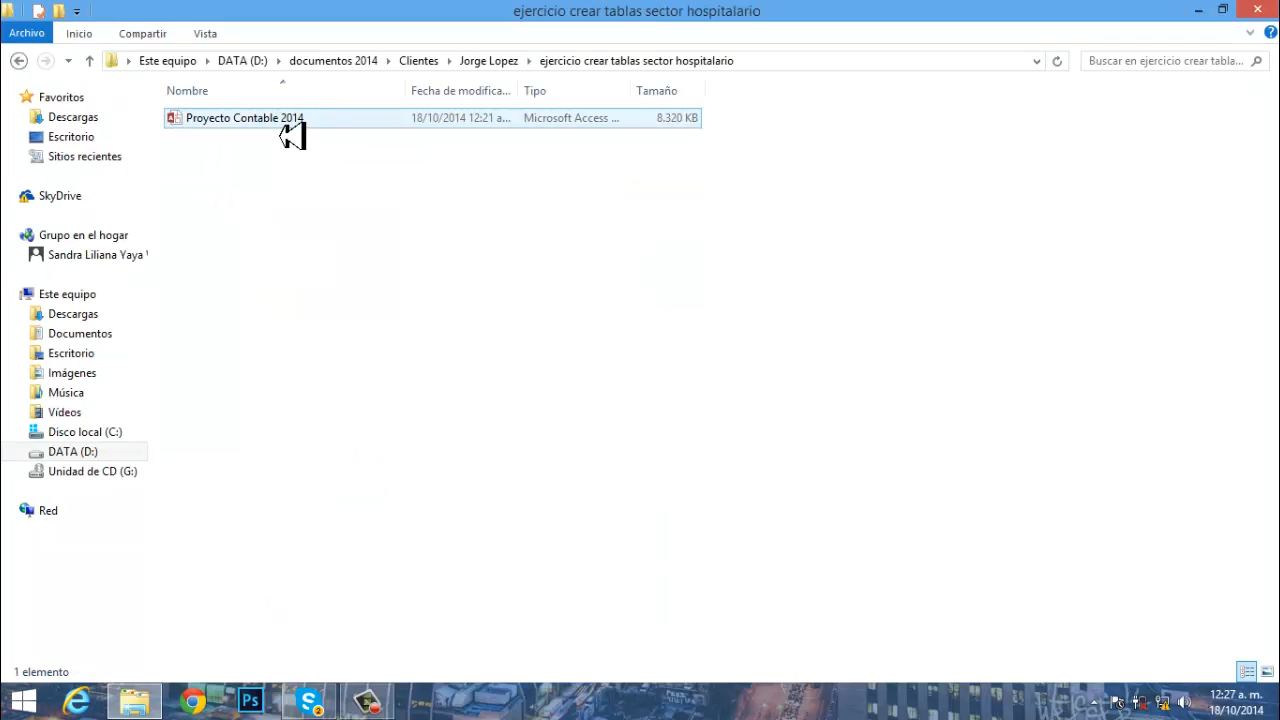 ejercicio crear tablas sector hospitalario
Archivo Inicio Compartir Vista
Este equipo DATA (D:) documentos 2014 Clientes Jorge Lopez ejercicio crear tablas sector hospitalario Buscar en ejercicio crear tabla...
Nombre Fecha de modifica... Tipo Tamaño
Proyecto Contable 2014 18/10/2014 12:21 a... Microsoft Access ... 8.320 KB
Favoritos
Descargas
Escritorio
Sitios recientes
SkyDrive
Grupo en el hogar
Sandra Liliana Yaya
Este equipo
Descargas
Documentos
Escritorio
Imágenes
Música
Vídeos
Disco local (C:)
DATA (D:)
Unidad de CD (G:)
Red
1 elemento
Ps
S 2
12:27 a. m.
18/10/2014